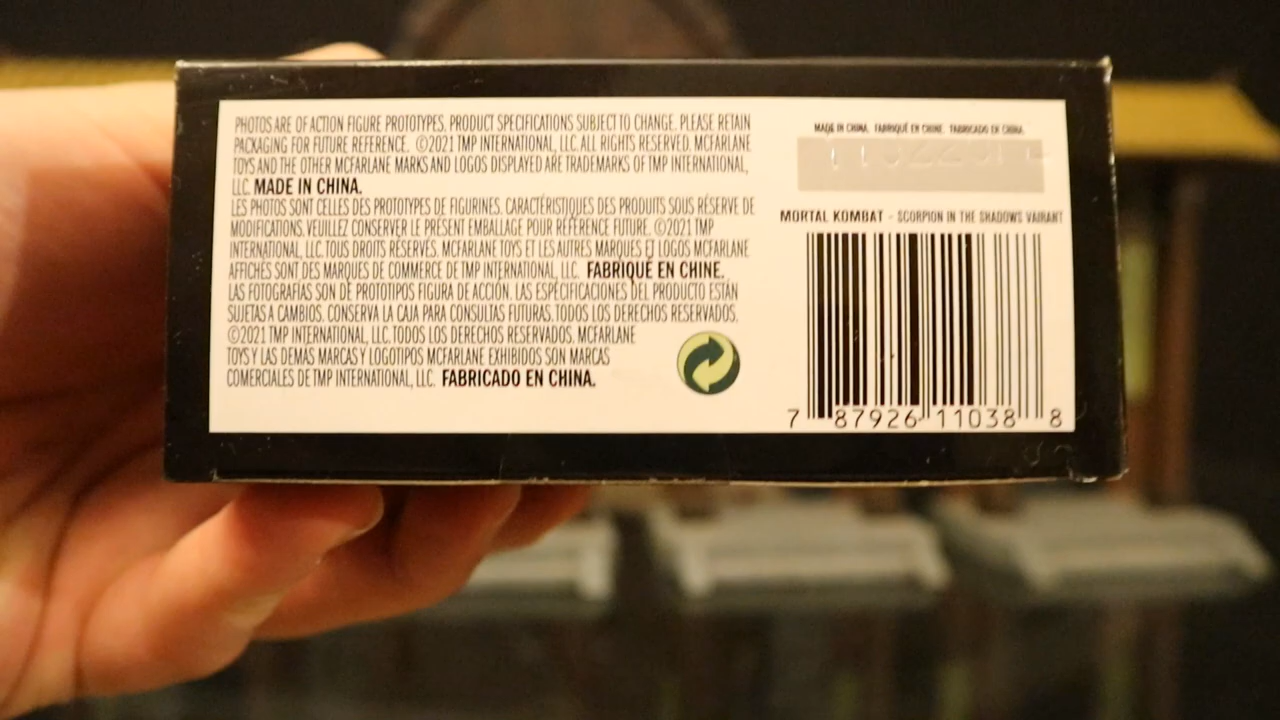 PHOTOS ARE OF ACTION FIGURE PROTOTYPES. PRODUCT SPECIFICATIONS SUBJECT TO CHANGE. PLEASE RETAIN
PACKAGING FOR FUTURE REFERENCE. ©2021 TMP INTERNATIONAL, LLC. ALL RIGHTS RESERVED. MCFARLANE
TOYS AND THE OTHER MCFARLANE MARKS AND LOGOS DISPLAYED ARE TRADEMARKS OF TMP INTERNATIONAL,
LLC. MADE IN CHINA.
LES PHOTOS SONT CELLES DES PROTOTYPES DE FIGURINES. CARACTÉRISTIQUES DES PRODUITS SOUS RÉSERVE DE
MODIFICATIONS. VEUILLEZ CONSERVER LE PRÉSENT EMBALLAGE POUR RÉFÉRENCE FUTURE. ©2021 TMP
INTERNATIONAL, LLC. TOUS DROITS RÉSERVÉS. MCFARLANE TOYS ET LES AUTRES MARQUES ET LOGOS MCFARLANE
AFFICHÉS SONT DES MARQUES DE COMMERCE DE TMP INTERNATIONAL, LLC. FABRIQUÉ EN CHINE.
LAS FOTOGRAFÍAS SON DE PROTOTIPOS FIGURA DE ACCIÓN. LAS ESPECIFICACIONES DEL PRODUCTO ESTÁN
SUJETAS A CAMBIOS. CONSERVA LA CAJA PARA CONSULTAS FUTURAS. TODOS LOS DERECHOS RESERVADOS.
©2021 TMP INTERNATIONAL, LLC. TODOS LOS DERECHOS RESERVADOS. MCFARLANE
TOYS Y LAS DEMÁS MARCAS Y LOGOTIPOS MCFARLANE EXHIBIDOS SON MARCAS
COMERCIALES DE TMP INTERNATIONAL, LLC. FABRICADO EN CHINA.
MADE IN CHINA. FABRIQUÉ EN CHINE. FABRICADO EN CHINA.
MORTAL KOMBAT - SCORPION IN THE SHADOWS VAIRANT
7 87926 11038 8